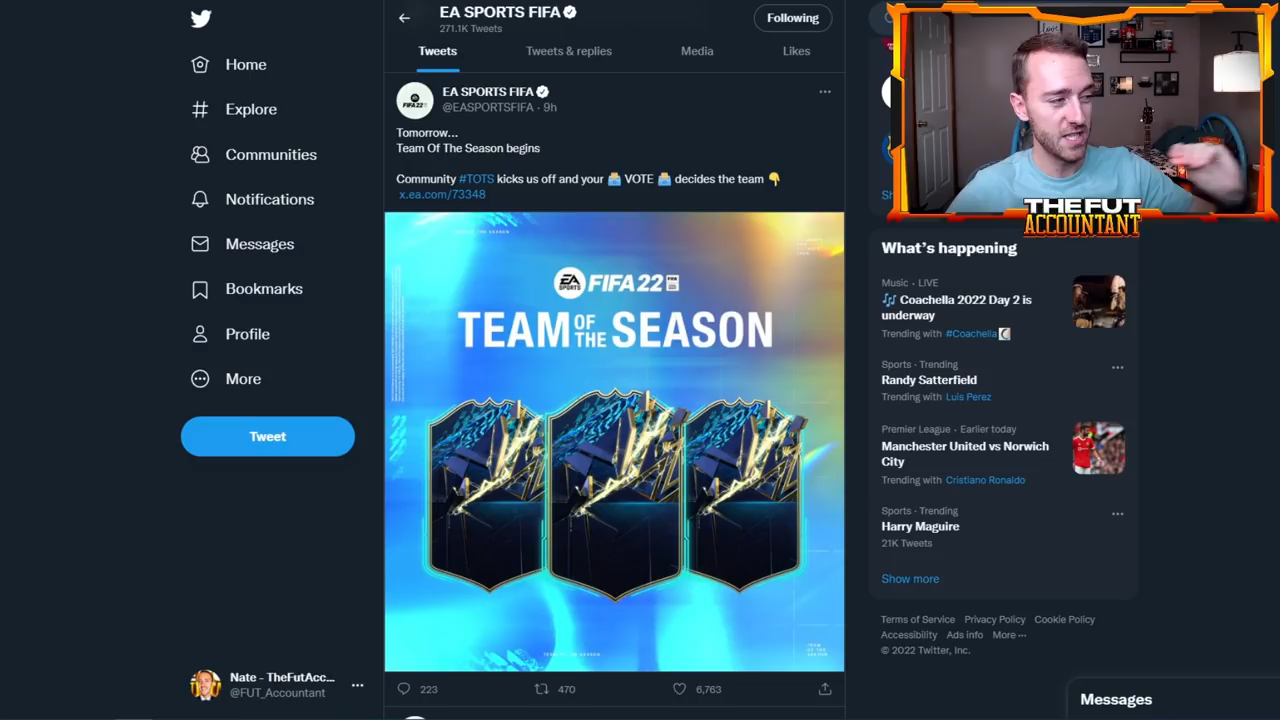 EA SPORTS FIFA
271.1K Tweets
Following
Tweets
Tweets & replies
Media
Likes
Home
Explore
Communities
Notifications
Messages
Bookmarks
Profile
More
Tweet
Nate - TheFutAcc...
@FUT_Accountant
EA SPORTS FIFA
@EASPORTSFIFA · 9h
Tomorrow...
Team Of The Season begins
Community #TOTS kicks us off and your 🗳️ VOTE 🗳️ decides the team 👇
x.ea.com/73348
EA SPORTS FIFA 22
TEAM OF THE SEASON
223
470
6,763
THE FUT
ACCOUNTANT
What's happening
Music · LIVE
🎶 Coachella 2022 Day 2 is
underway
Trending with #Coachella
Sports · Trending
Randy Satterfield
Trending with Luis Perez
Premier League · Earlier today
Manchester United vs Norwich
City
Trending with Cristiano Ronaldo
Sports · Trending
Harry Maguire
21K Tweets
Show more
Terms of Service Privacy Policy Cookie Policy
Accessibility Ads info More ···
© 2022 Twitter, Inc.
Messages